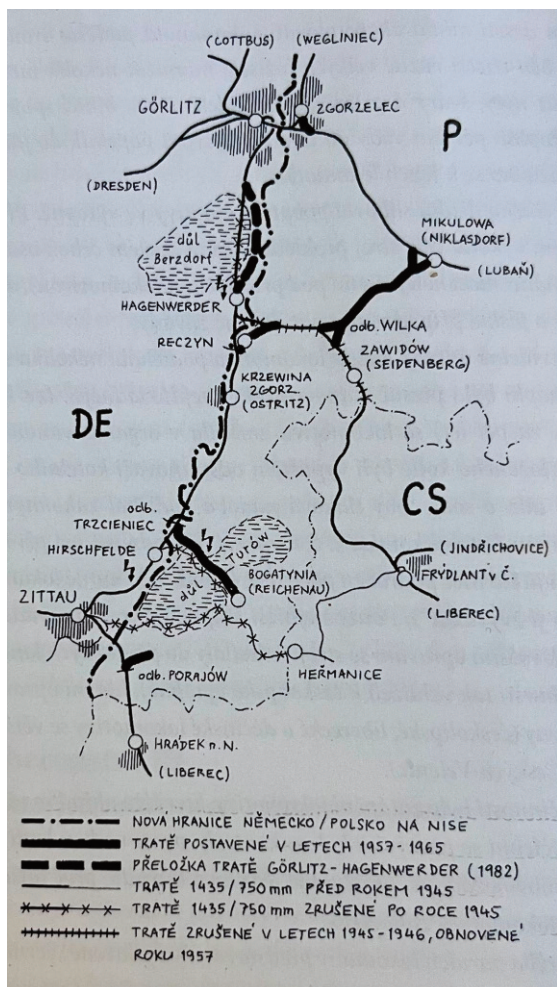 (COTTBUS)
(WEGLINIEC)
GÖRLITZ
ZGORZELEC
P
(DRESDEN)
důl
Berzdorf
MIKULOWA
(NIKLASDORF)
(LUBAŇ)
HAGENWERDER
RECZYN
odb. WILKA
ZAWIDÓW
(SEIDENBERG)
KRZEWINA
ZGORZ.
(OSTRITZ)
DE
CS
odb.
TRZCIENIEC
HIRSCHFELDE
TURÓW
důl
(JINDŘICHOVICE)
BOGATYNIA
(REICHENAU)
FRÝDLANT V Č.
ZITTAU
(LIBEREC)
odb. PORAJÓW
HEŘMANICE
HRÁDEK n. N.
(LIBEREC)
NOVÁ HRANICE NĚMECKO/POLSKO NA NISE
TRATĚ POSTAVENÉ V LETECH 1957-1965
PŘELOŽKA TRATĚ GÖRLITZ - HAGENWERDER (1982)
TRATĚ 1435/750 mm PŘED ROKEM 1945
TRATĚ 1435/750 mm ZRUŠENÉ PO ROCE 1945
TRATĚ ZRUŠENÉ V LETECH 1945-1946, OBNOVENÉ
ROKU 1957